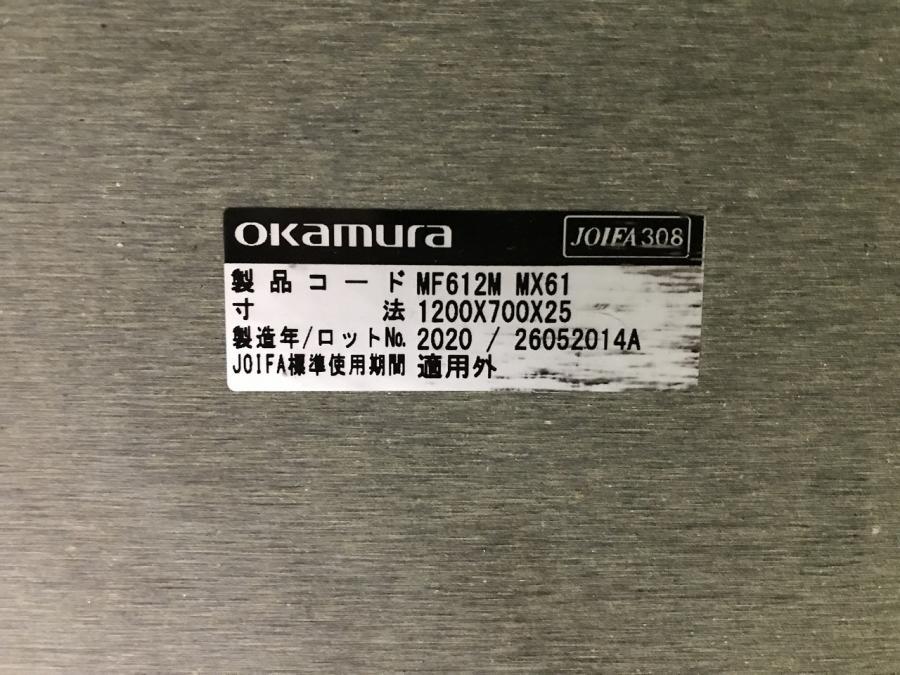 okamura
JOIFA 308
製品コード MF612M MX61
寸法 1200X700X25
製造年/ロットNo. 2020 / 26052014A
JOIFA標準使用期間 適用外